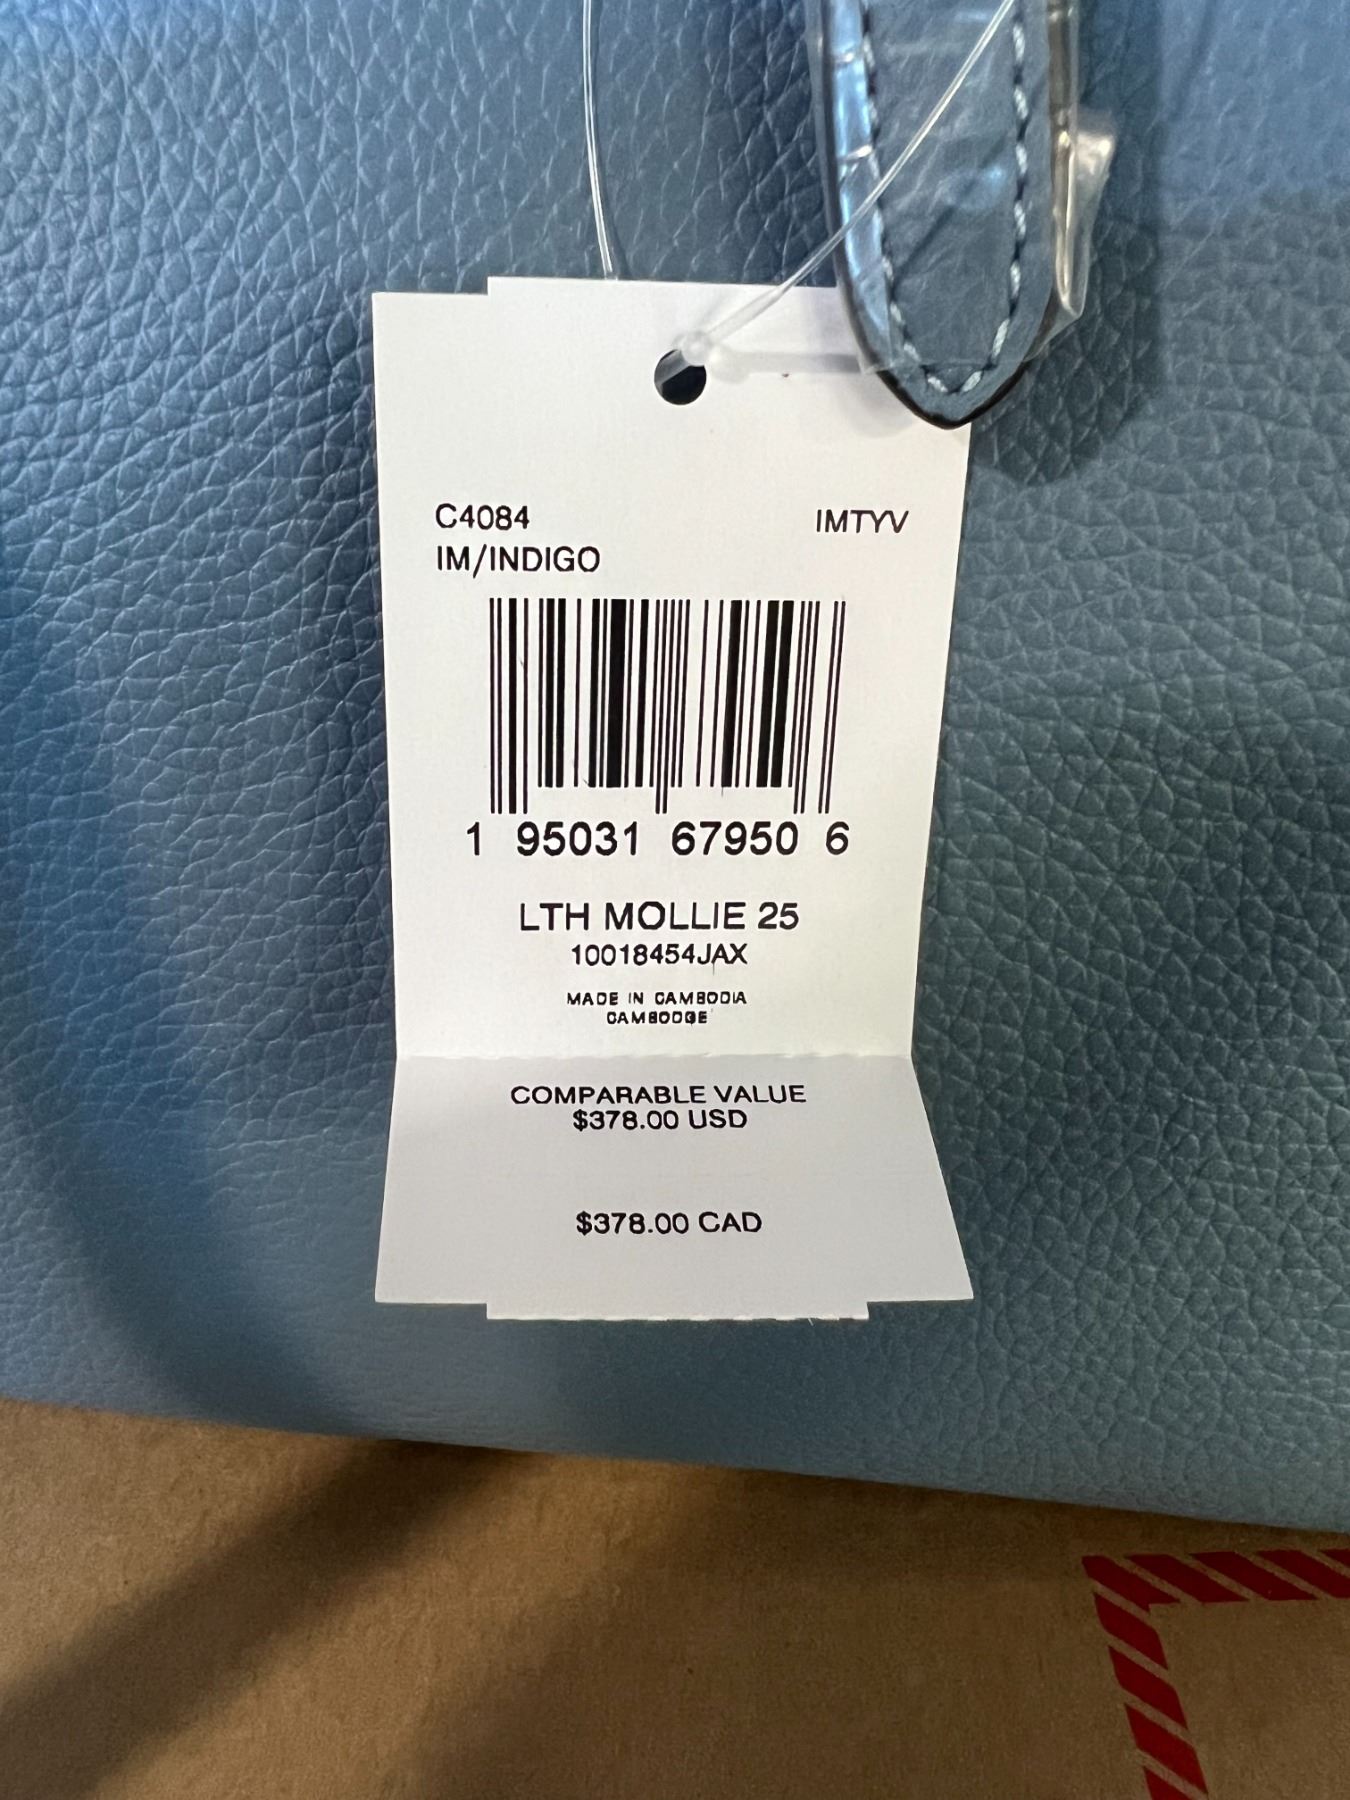 C4084 IMTYV
IM/INDIGO
1 95031 67950 6
LTH MOLLIE 25
10018454JAX
MADE IN CAMBODIA
CAMBODGE
COMPARABLE VALUE
$378.00 USD
$378.00 CAD